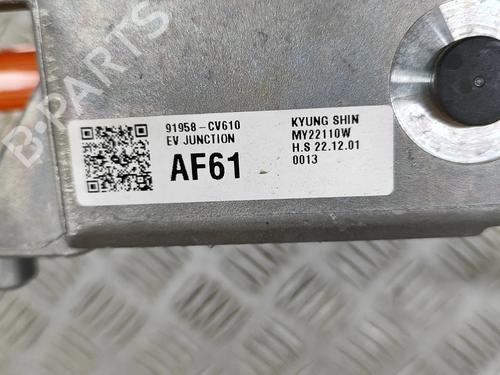 B-PARTS
91958-CV610
EV JUNCTION
AF61
KYUNG SHIN
MY22110W
H.S 22.12.01
0013